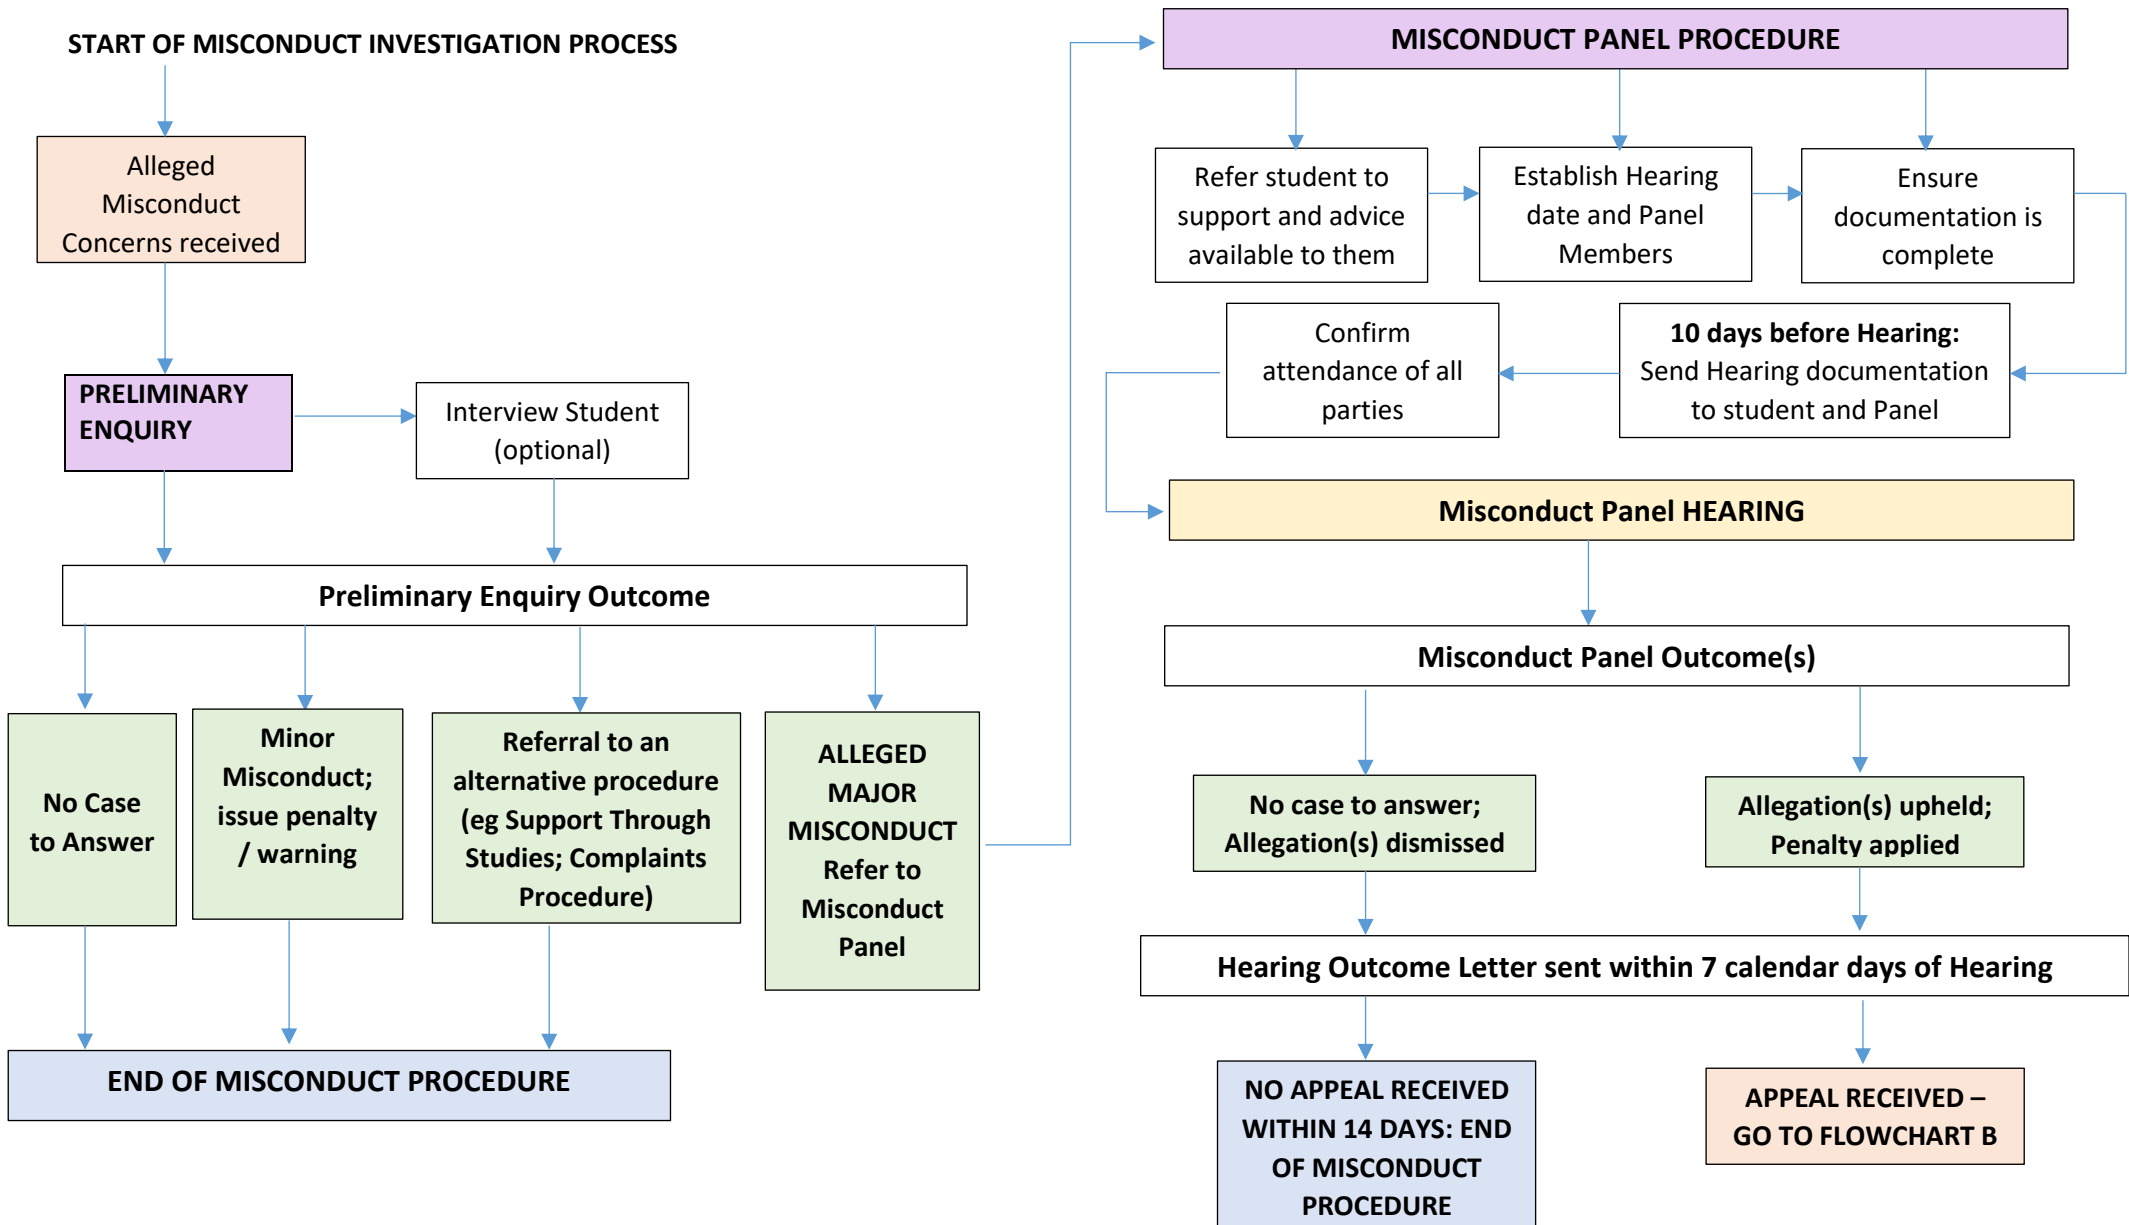 START OF MISCONDUCT INVESTIGATION PROCESS
Alleged
Misconduct
Concerns received
PRELIMINARY
ENQUIRY
Interview Student
(optional)
Preliminary Enquiry Outcome
No Case
to Answer
Minor
Misconduct;
issue penalty
/ warning
Referral to an
alternative procedure
(eg Support Through
Studies; Complaints
Procedure)
ALLEGED
MAJOR
MISCONDUCT
Refer to
Misconduct
Panel
END OF MISCONDUCT PROCEDURE
MISCONDUCT PANEL PROCEDURE
Refer student to
support and advice
available to them
Establish Hearing
date and Panel
Members
Ensure
documentation is
complete
10 days before Hearing:
Send Hearing documentation
to student and Panel
Confirm
attendance of all
parties
Misconduct Panel HEARING
Misconduct Panel Outcome(s)
No case to answer;
Allegation(s) dismissed
Allegation(s) upheld;
Penalty applied
Hearing Outcome Letter sent within 7 calendar days of Hearing
NO APPEAL RECEIVED
WITHIN 14 DAYS: END
OF MISCONDUCT
PROCEDURE
APPEAL RECEIVED –
GO TO FLOWCHART B